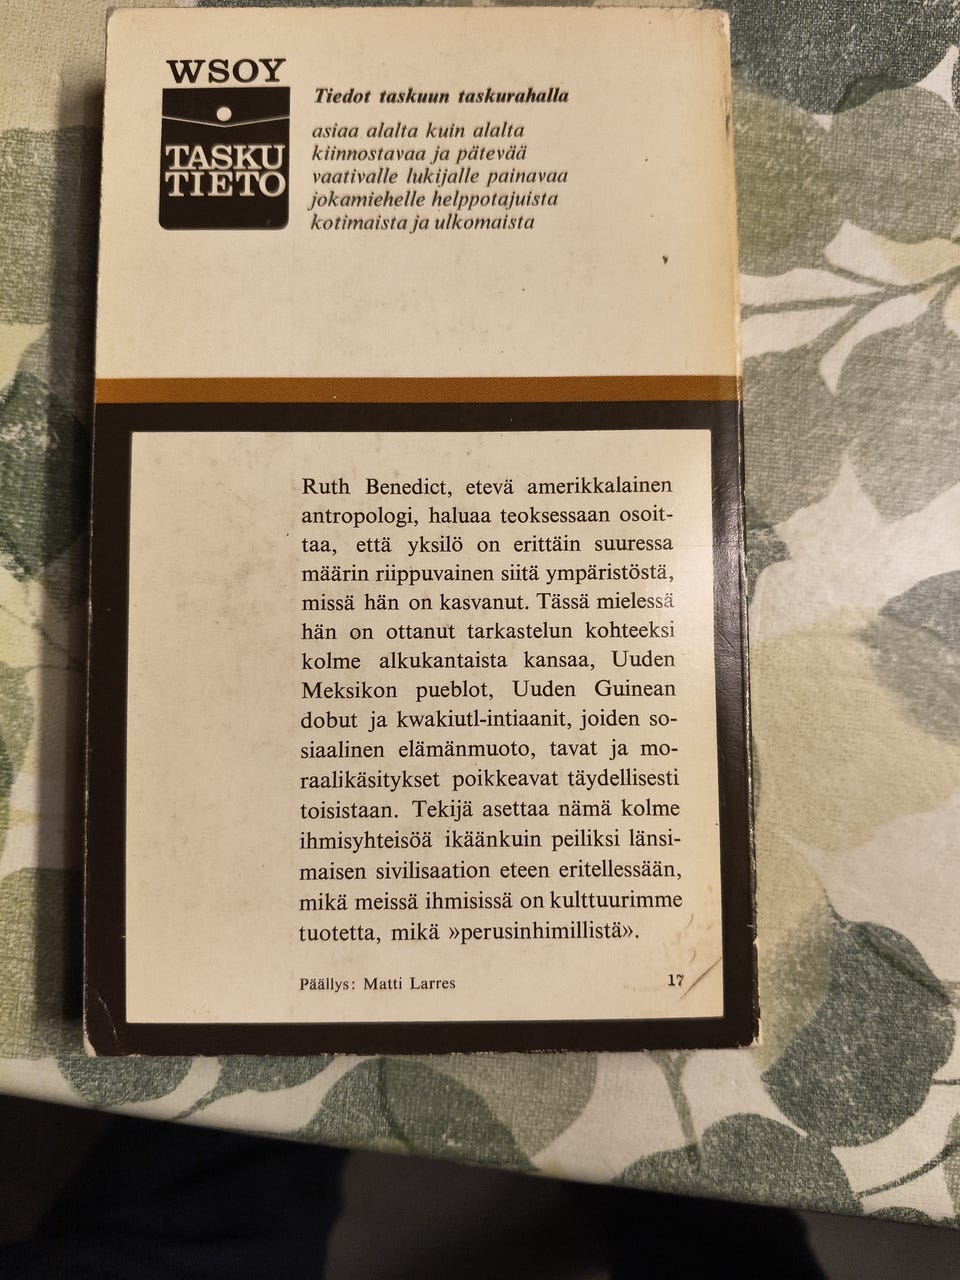 WSOY
TASKU
TIETO
Tiedot taskuun taskurahalla
asiaa alalta kuin alalta
kiinnostavaa ja pätevää
vaativalle lukijalle painavaa
jokamiehelle helppotajuista
kotimaista ja ulkomaista
Ruth Benedict, etevä amerikkalainen
antropologi, haluaa teoksessaan osoit-
taa, että yksilö on erittäin suuressa
määrin riippuvainen siitä ympäristöstä,
missä hän on kasvanut. Tässä mielessä
hän on ottanut tarkastelun kohteeksi
kolme alkukantaista kansaa, Uuden
Meksikon pueblot, Uuden Guinean
dobut ja kwakiutl-intiaanit, joiden so-
siaalinen elämänmuoto, tavat ja mo-
raalikäsitykset poikkeavat täydellisesti
toisistaan. Tekijä asettaa nämä kolme
ihmisyhteisöä ikäänkuin peiliksi länsi-
maisen sivilisaation eteen eritellessään,
mikä meissä ihmisissä on kulttuurimme
tuotetta, mikä »perusinhimillistä».
Päällys: Matti Larres
17